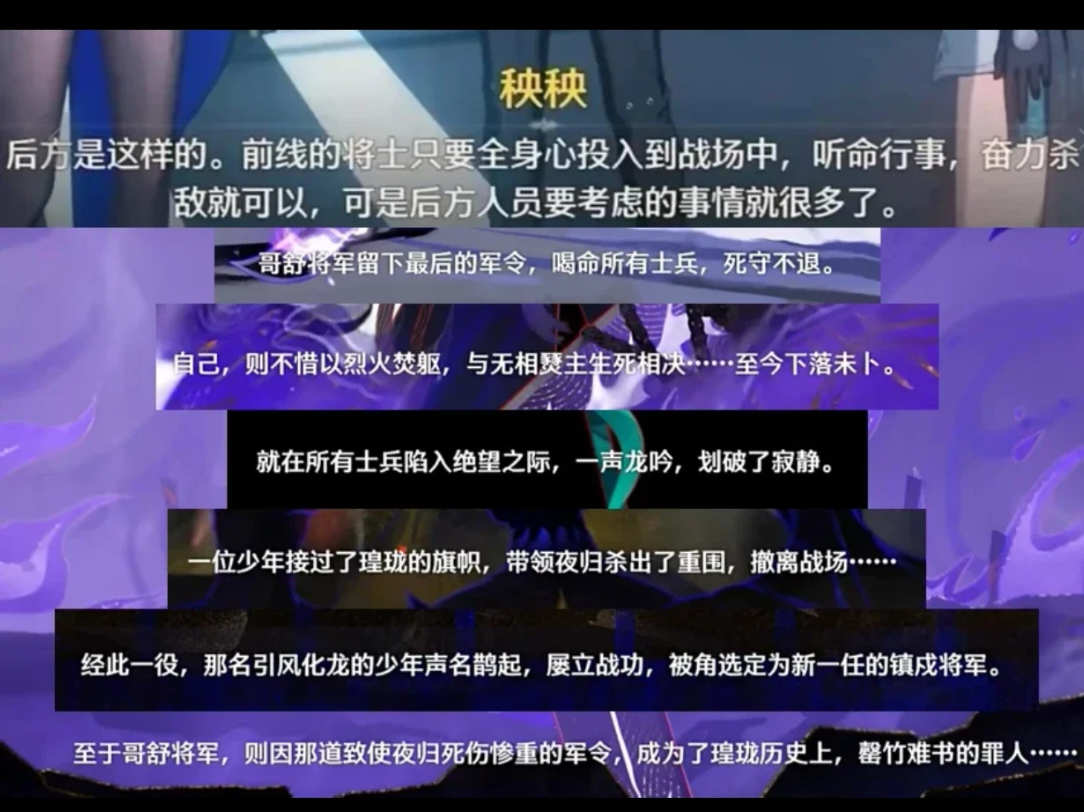 秧秧
后方是这样的。前线的将士只要全身心投入到战场中，听命行事，奋力杀
敌就可以，可是后方人员要考虑的事情就很多了。
哥舒将军留下最后的军令，喝命所有士兵，死守不退。
自己，则不惜以烈火焚躯，与无相燹主生死相决……至今下落未卜。
就在所有士兵陷入绝望之际，一声龙吟，划破了寂静。
一位少年接过了瑝珑的旗帜，带领夜归杀出了重围，撤离战场……
经此一役，那名引风化龙的少年声名鹊起，屡立战功，被角选定为新一任的镇戍将军。
至于哥舒将军，则因那道致使夜归死伤惨重的军令，成为了瑝珑历史上，罄竹难书的罪人……